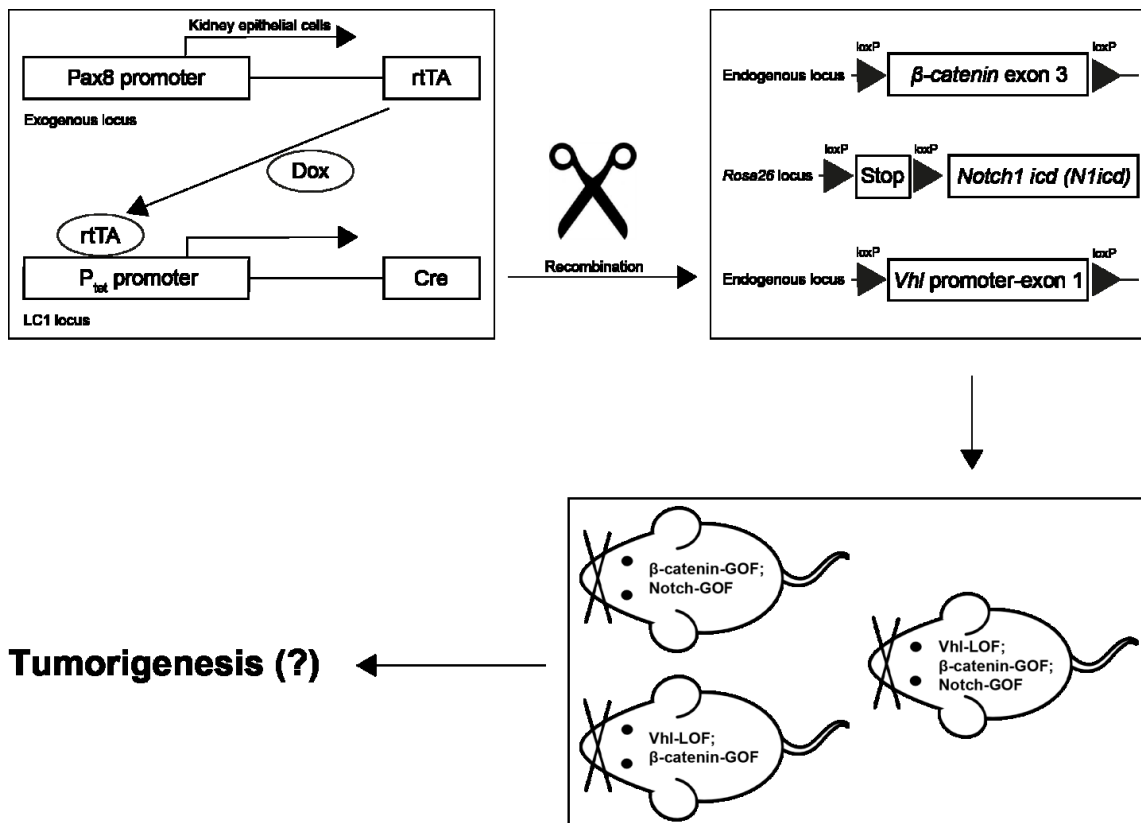 Kidney epithelial cells
Pax8 promoter
rtTA
Exogenous locus
Dox
rtTA
Ptet promoter
Cre
LC1 locus
Recombination
loxP
loxP
Endogenous locus
β-catenin exon 3
loxP
loxP
Rosa26 locus
Stop
Notch1 icd (N1icd)
loxP
loxP
Endogenous locus
Vhl promoter-exon 1
β-catenin-GOF;
Notch-GOF
Vhl-LOF;
β-catenin-GOF;
Notch-GOF
Vhl-LOF;
β-catenin-GOF
Tumorigenesis (?)